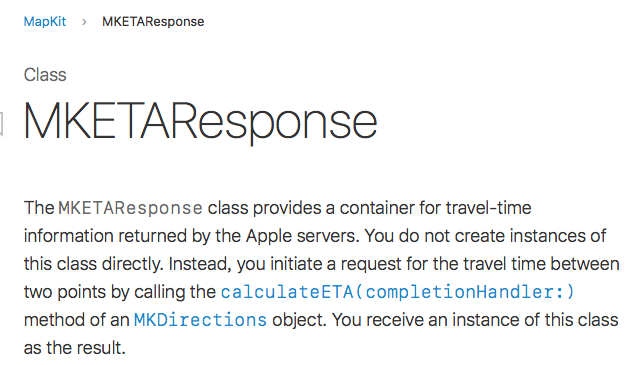 MapKit › MKETAResponse
Class
MKETAResponse
The MKETAResponse class provides a container for travel-time
information returned by the Apple servers. You do not create instances of
this class directly. Instead, you initiate a request for the travel time between
two points by calling the calculateETA(completionHandler:)
method of an MKDirections object. You receive an instance of this class
as the result.